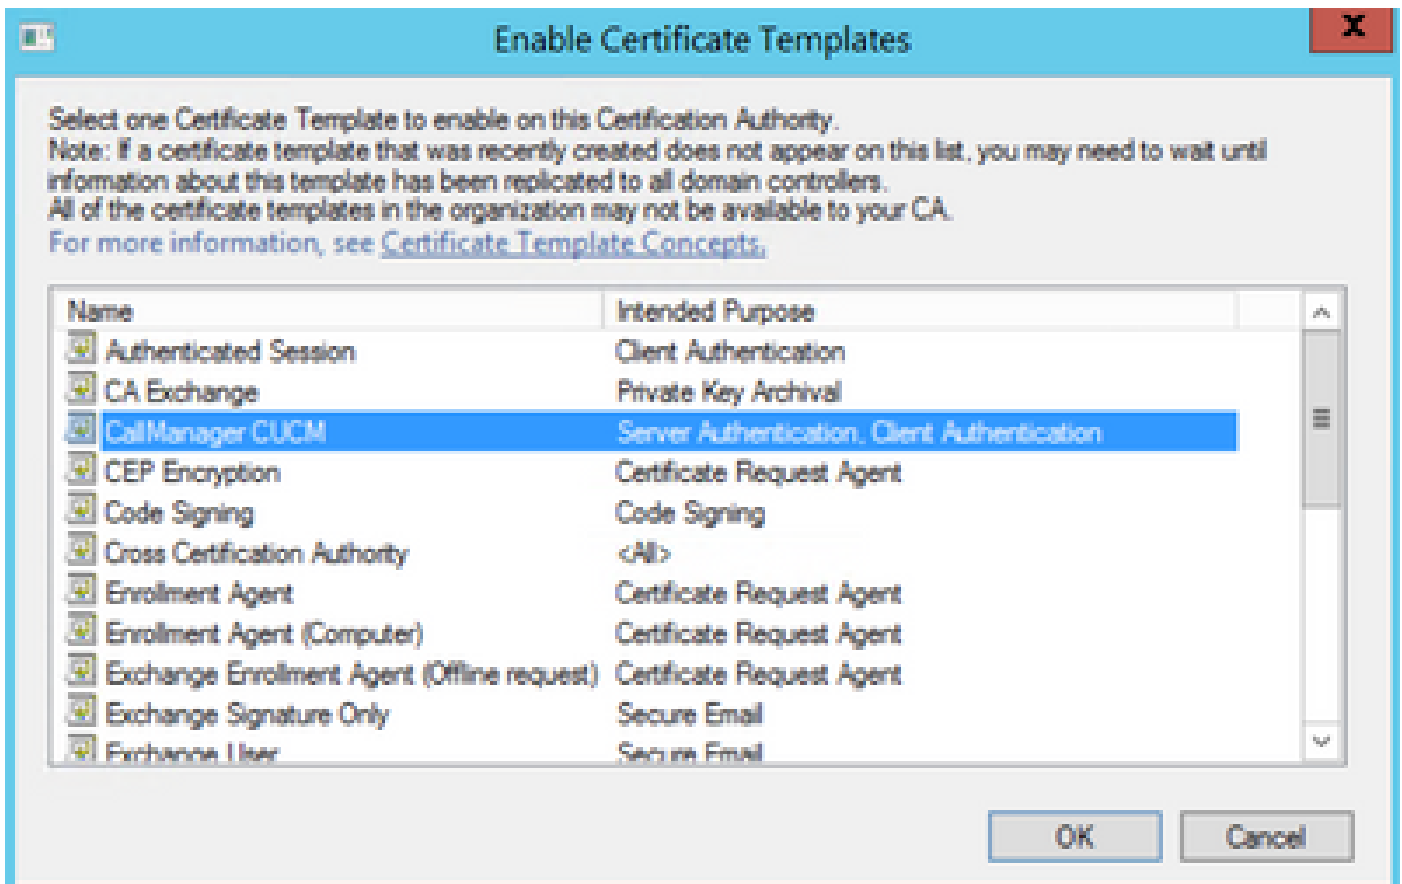 Enable Certificate Templates
x
Select one Certificate Template to enable on this Certification Authority.
Note: If a certificate template that was recently created does not appear on this list, you may need to wait until
information about this template has been replicated to all domain controllers.
All of the certificate templates in the organization may not be available to your CA.
For more information, see Certificate Template Concepts.
Name Intended Purpose
Authenticated Session Client Authentication
CA Exchange Private Key Archival
CallManager CUCM Server Authentication, Client Authentication
CEP Encryption Certificate Request Agent
Code Signing Code Signing
Cross Certification Authority <All>
Enrollment Agent Certificate Request Agent
Enrollment Agent (Computer) Certificate Request Agent
Exchange Enrollment Agent (Offline request) Certificate Request Agent
Exchange Signature Only Secure Email
Exchange User Secure Email
OK Cancel